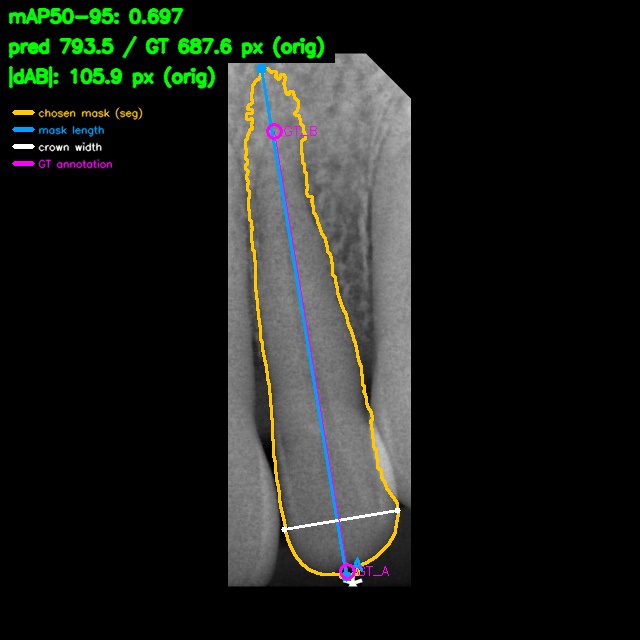 mAP50-95: 0.697
pred 793.5 / GT 687.6 px (orig)
|dAB|: 105.9 px (orig)
chosen mask (seg)
mask length
crown width
GT annotation
GT_B
GT_A